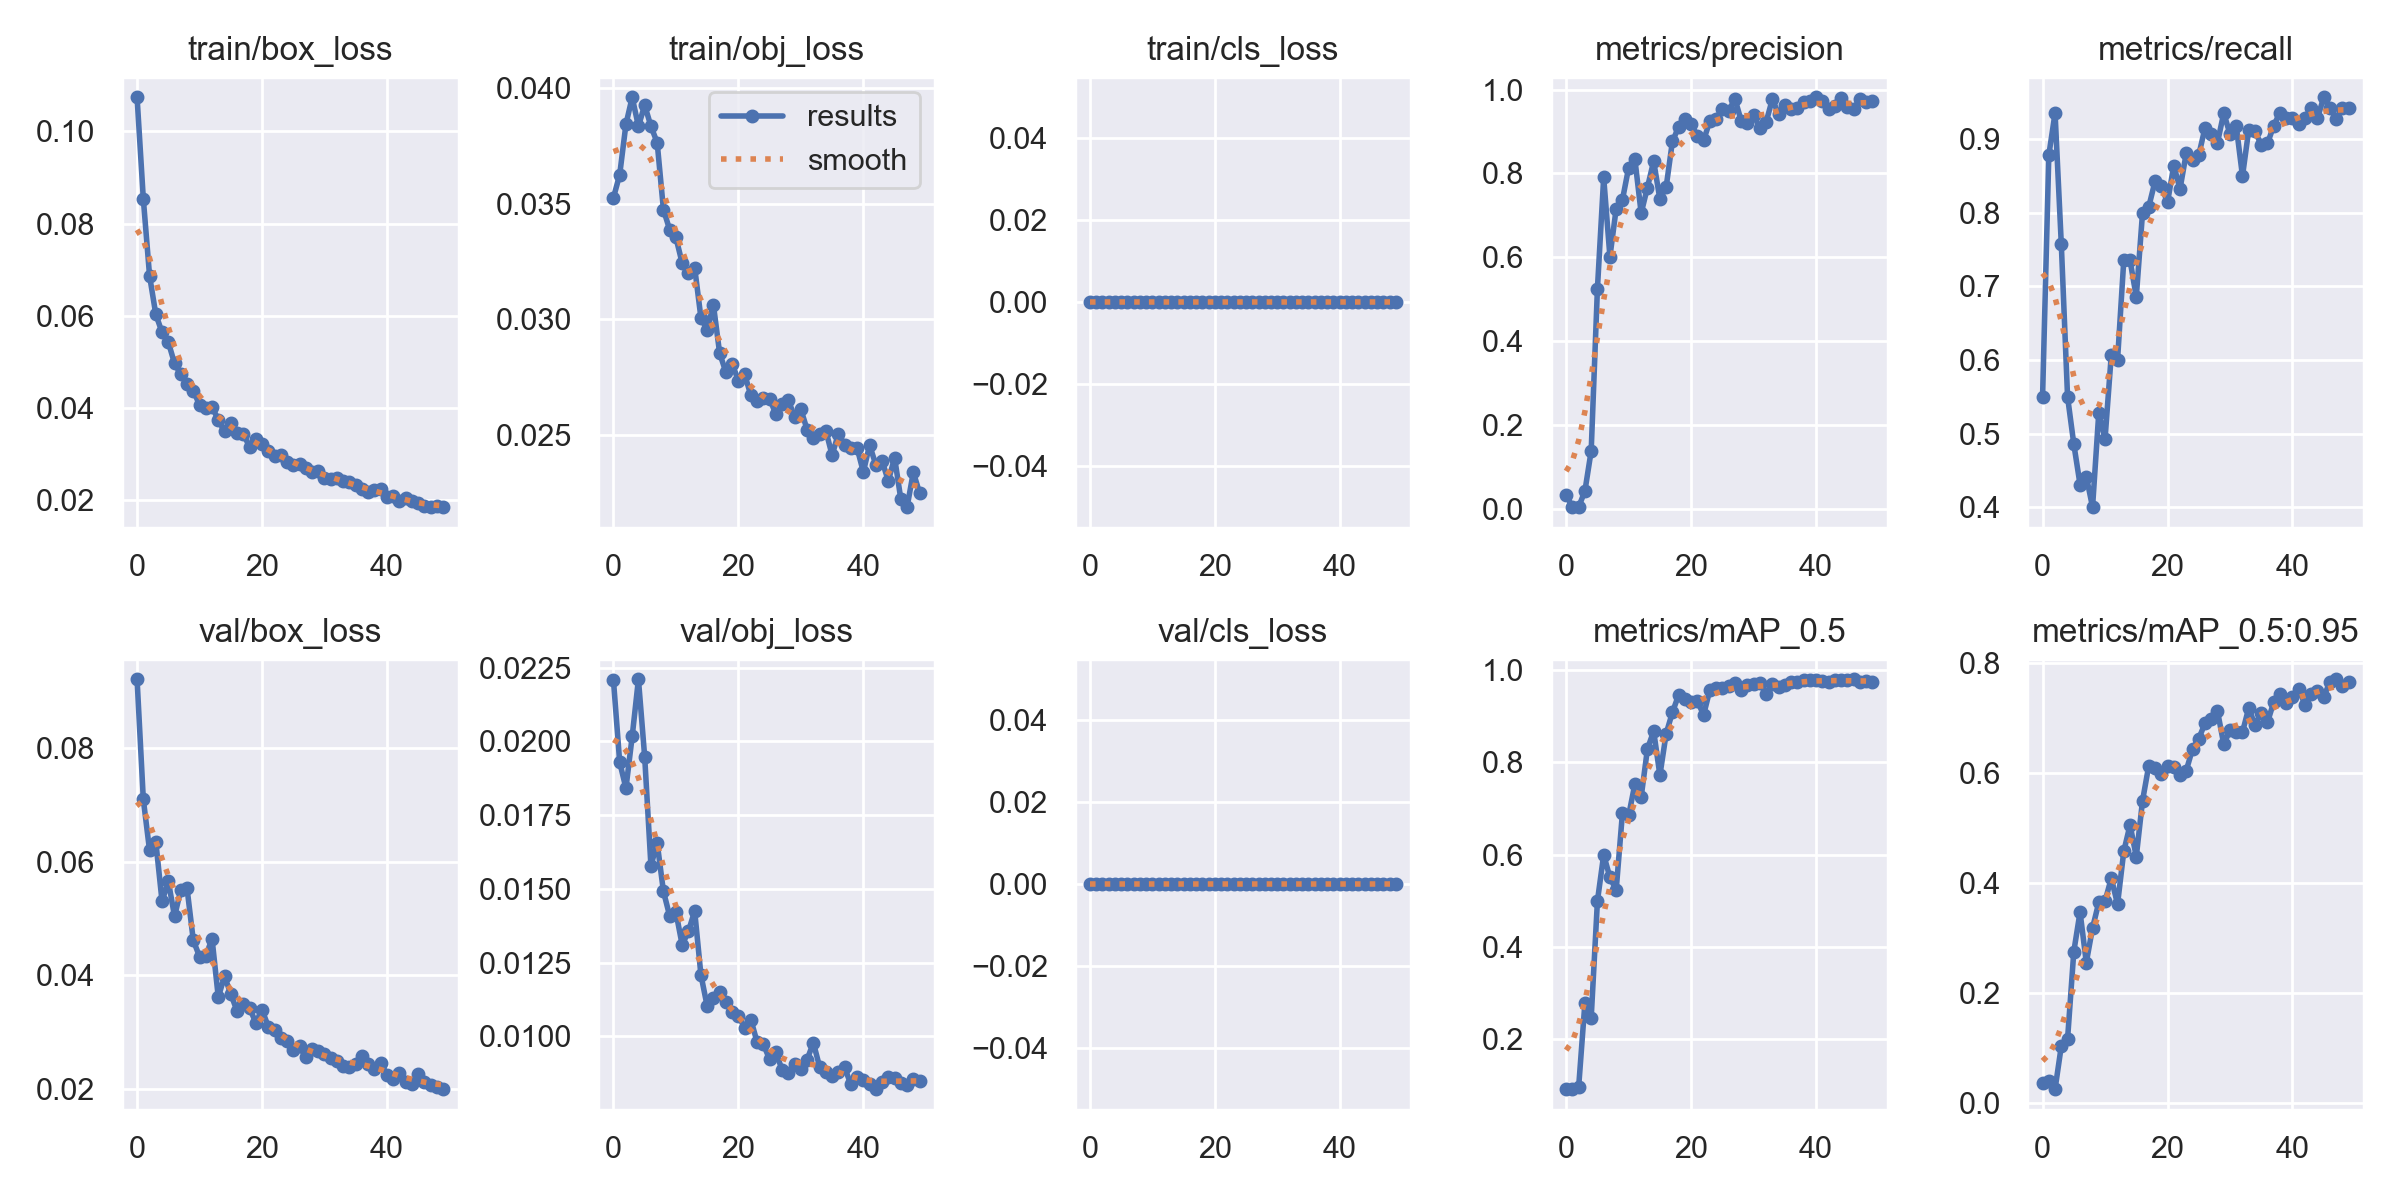 train/box_loss
0.10
0.08
0.06
0.04
0.02
0 20 40
train/obj_loss
results
smooth
0.040
0.035
0.030
0.025
0 20 40
train/cls_loss
0.04
0.02
0.00
−0.02
−0.04
0 20 40
metrics/precision
1.0
0.8
0.6
0.4
0.2
0.0
0 20 40
metrics/recall
0.9
0.8
0.7
0.6
0.5
0.4
0 20 40
val/box_loss
0.08
0.06
0.04
0.02
0 20 40
val/obj_loss
0.0225
0.0200
0.0175
0.0150
0.0125
0.0100
0 20 40
val/cls_loss
0.04
0.02
0.00
−0.02
−0.04
0 20 40
metrics/mAP_0.5
1.0
0.8
0.6
0.4
0.2
0 20 40
metrics/mAP_0.5:0.95
0.8
0.6
0.4
0.2
0.0
0 20 40